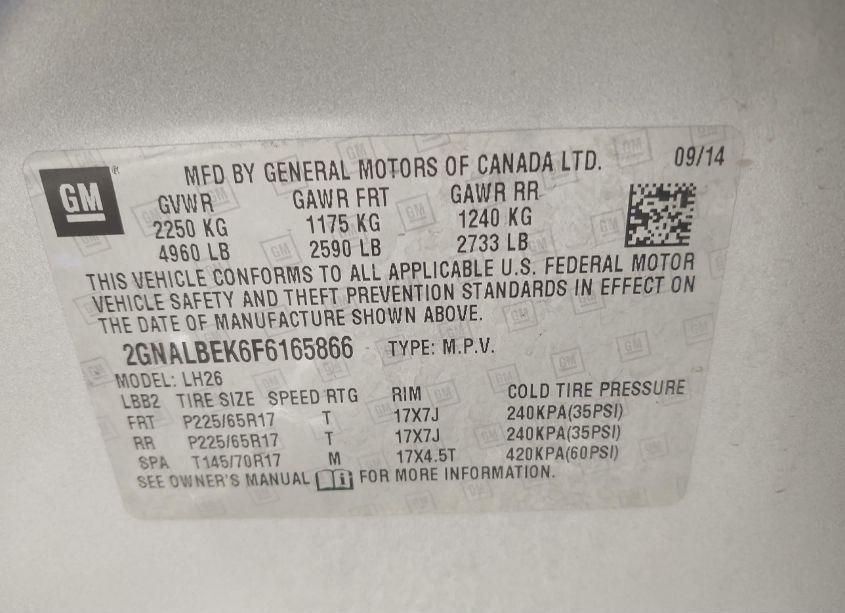 GM
MFD BY GENERAL MOTORS OF CANADA LTD. 09/14
GVWR GAWR FRT GAWR RR
2250 KG 1175 KG 1240 KG
4960 LB 2590 LB 2733 LB
THIS VEHICLE CONFORMS TO ALL APPLICABLE U.S. FEDERAL MOTOR
VEHICLE SAFETY AND THEFT PREVENTION STANDARDS IN EFFECT ON
THE DATE OF MANUFACTURE SHOWN ABOVE.
2GNALBEK6F6165866 TYPE: M.P.V.
MODEL: LH26
LBB2 TIRE SIZE SPEED RTG RIM COLD TIRE PRESSURE
FRT P225/65R17 T 17X7J 240KPA(35PSI)
RR P225/65R17 T 17X7J 240KPA(35PSI)
SPA T145/70R17 M 17X4.5T 420KPA(60PSI)
SEE OWNER'S MANUAL FOR MORE INFORMATION.